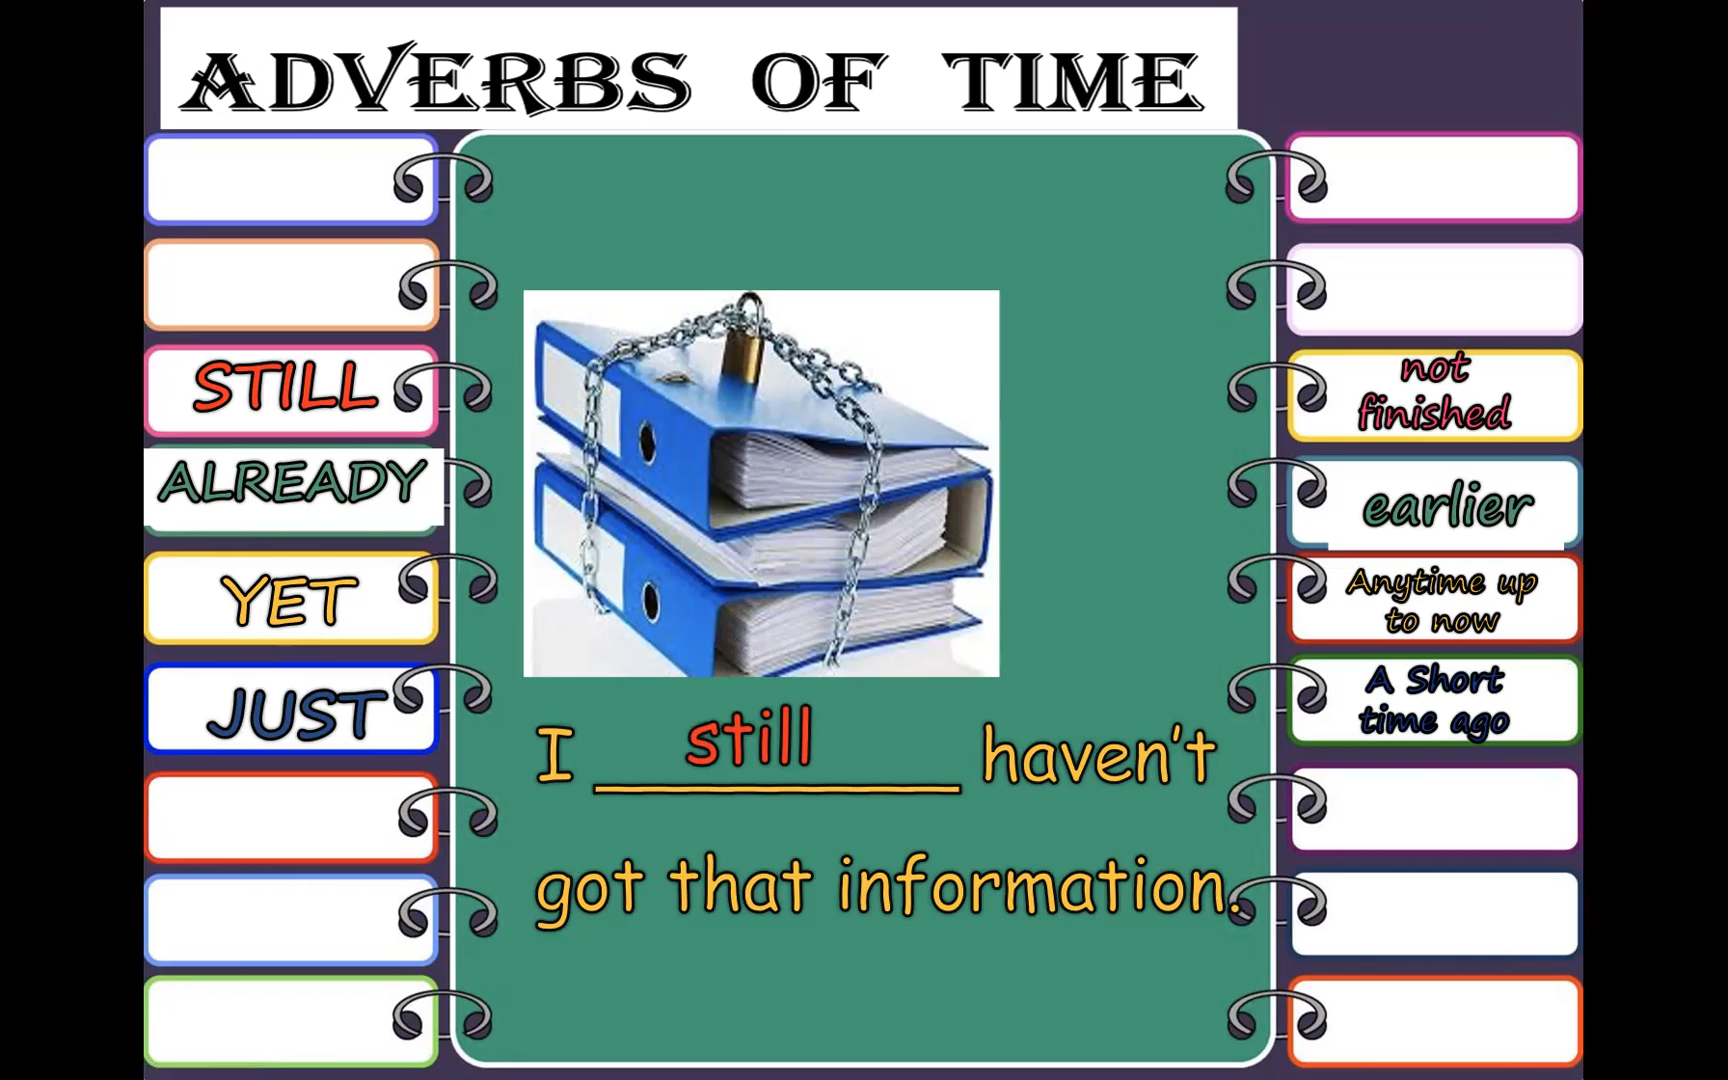 ADVERBS OF TIME
STILL
ALREADY
YET
JUST
I still haven't
got that information.
not
finished
earlier
Anytime up
to now
A Short
time ago